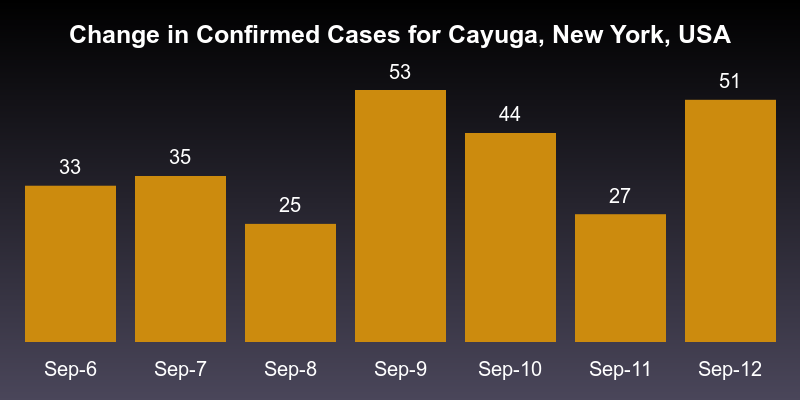 Change in Confirmed Cases for Cayuga, New York, USA
33
35
25
53
44
27
51
Sep-6
Sep-7
Sep-8
Sep-9
Sep-10
Sep-11
Sep-12